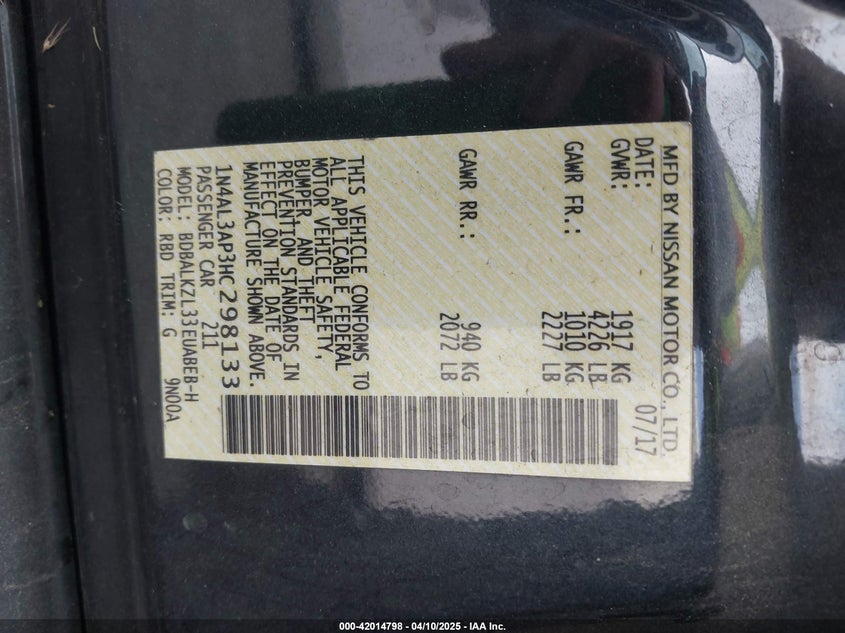 MFD BY NISSAN MOTOR CO., LTD.
DATE: 07/17
GVWR: 1917 KG
4226 LB
GAWR FR.: 1010 KG
2227 LB
GAWR RR.: 940 KG
2072 LB
THIS VEHICLE CONFORMS TO
ALL APPLICABLE FEDERAL
MOTOR VEHICLE SAFETY,
BUMPER, AND THEFT
PREVENTION STANDARDS IN
EFFECT ON THE DATE OF
MANUFACTURE SHOWN ABOVE.
1N4AL3AP3HC298133
PASSENGER CAR 211
MODEL: BDBALKZL33EUABEB-H
COLOR: RBD TRIM: G 9N00A
000-42014798 - 04/10/2025 - IAA Inc.